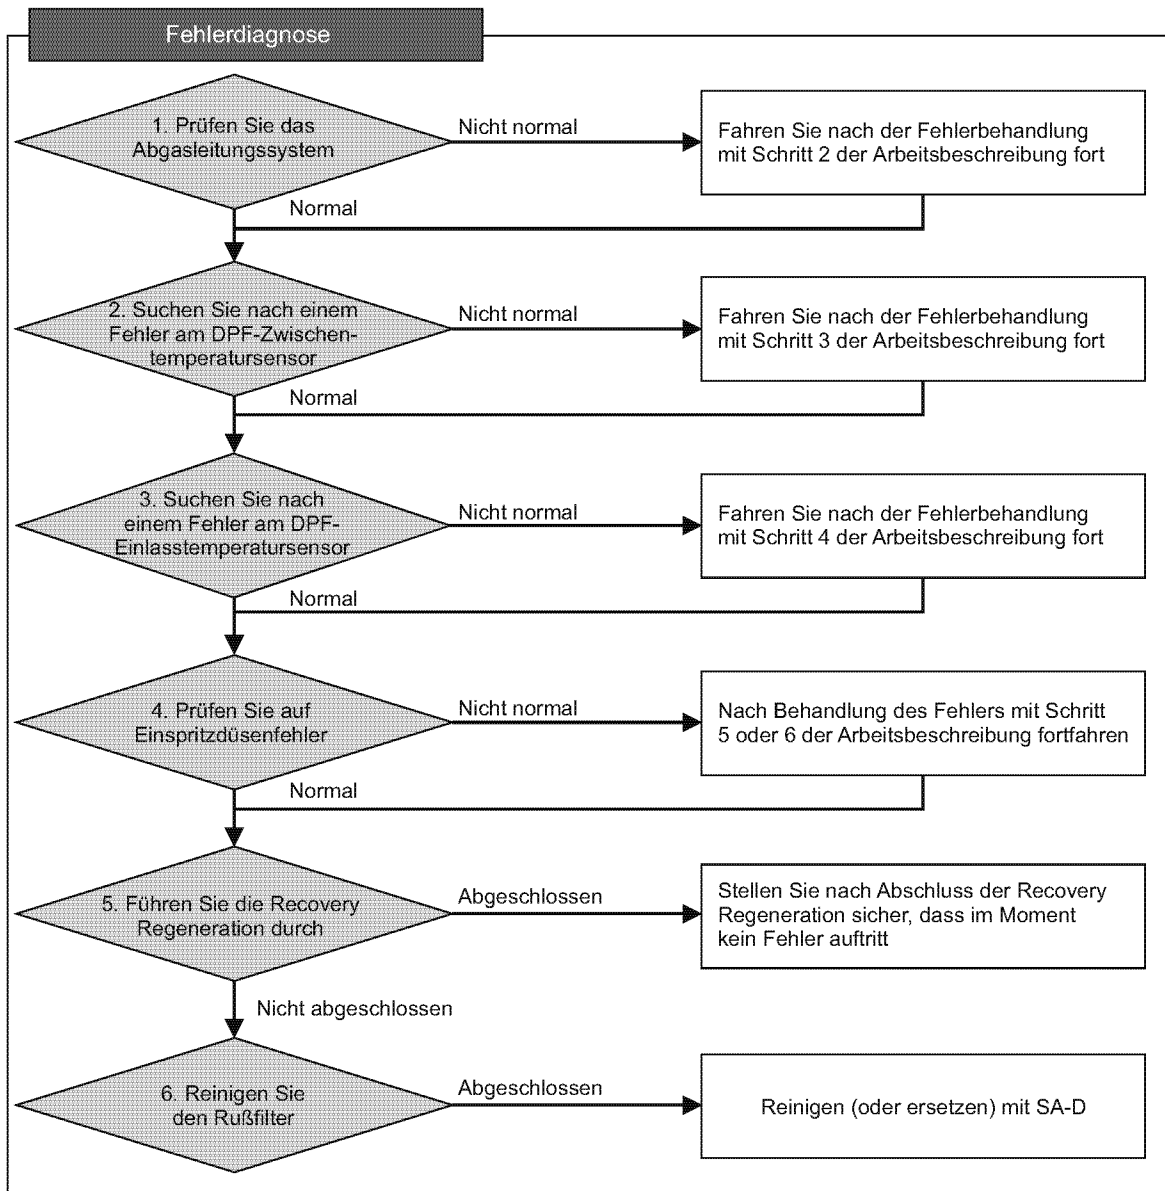 Fehlerdiagnose
1. Prüfen Sie das
Abgasleitungssystem
Nicht normal
Fahren Sie nach der Fehlerbehandlung
mit Schritt 2 der Arbeitsbeschreibung fort
Normal
2. Suchen Sie nach einem
Fehler am DPF-Zwischen-
temperatursensor
Nicht normal
Fahren Sie nach der Fehlerbehandlung
mit Schritt 3 der Arbeitsbeschreibung fort
Normal
3. Suchen Sie nach
einem Fehler am DPF-
Einlasstemperatursensor
Nicht normal
Fahren Sie nach der Fehlerbehandlung
mit Schritt 4 der Arbeitsbeschreibung fort
Normal
4. Prüfen Sie auf
Einspritzdüsenfehler
Nicht normal
Nach Behandlung des Fehlers mit Schritt
5 oder 6 der Arbeitsbeschreibung fortfahren
Normal
5. Führen Sie die Recovery
Regeneration durch
Abgeschlossen
Stellen Sie nach Abschluss der Recovery
Regeneration sicher, dass im Moment
kein Fehler auftritt
Nicht abgeschlossen
6. Reinigen Sie
den Rußfilter
Abgeschlossen
Reinigen (oder ersetzen) mit SA-D